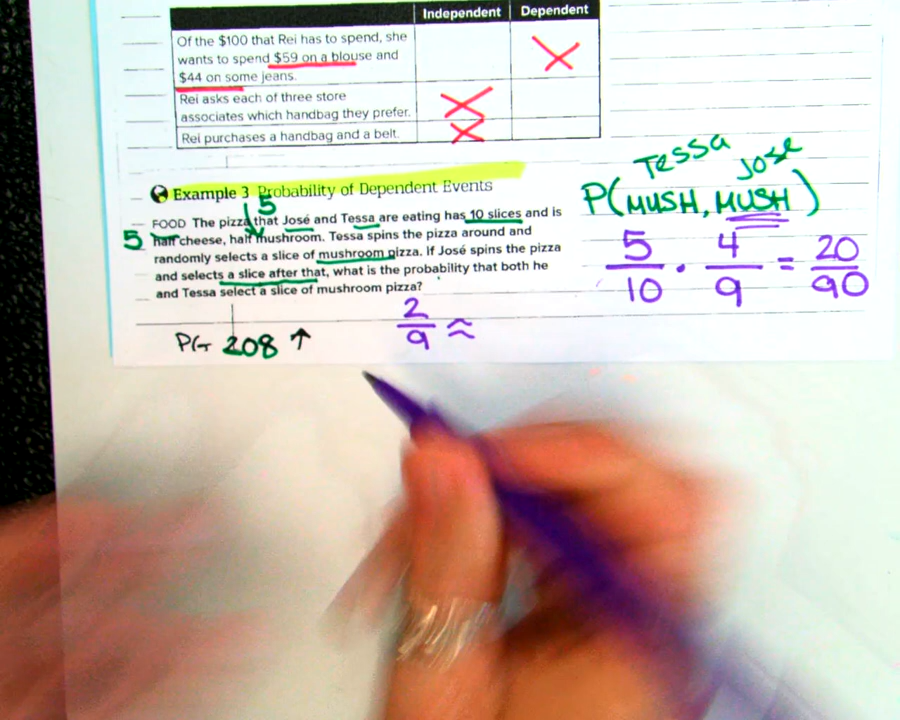 Independent Dependent
Of the $100 that Rei has to spend, she
wants to spend $59 on a blouse and
$44 on some jeans.
Rei asks each of three store
associates which handbag they prefer.
Rei purchases a handbag and a belt.
Tessa José
P(MUSH, MUSH)
5/10 · 4/9 = 20/90
Example 3 Probability of Dependent Events
5
FOOD The pizza that José and Tessa are eating has 10 slices and is
5 half cheese, half mushroom. Tessa spins the pizza around and
randomly selects a slice of mushroom pizza. If José spins the pizza
and selects a slice after that, what is the probability that both he
and Tessa select a slice of mushroom pizza?
2/9 ≈
PG 208 ↑